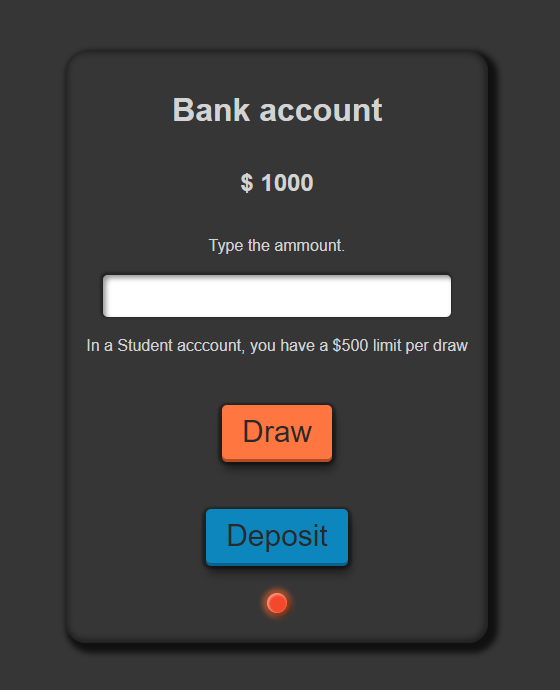 Bank account
$ 1000
Type the ammount.
In a Student acccount, you have a $500 limit per draw
Draw
Deposit